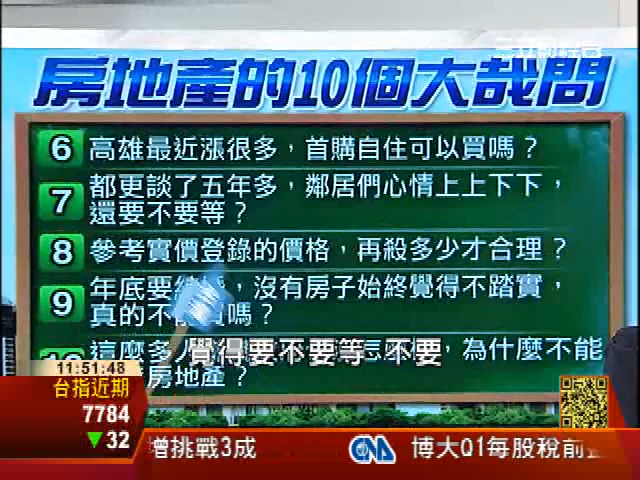 房地產的10個大哉問
6 高雄最近漲很多，首購自住可以買嗎？
7 都更談了五年多，鄰居們心情上上下下，
還要不要等？
8 參考實價登錄的價格，再殺多少才合理？
9 年底要結，沒有房子始終覺得不踏實，
真的不嗎？
10 這麼多，為什麼不能
房地產？
覺得要不要等 不要
11:51:48
台指近期
7784
▼32
增挑戰3成 CNA 博大Q1每股稅前